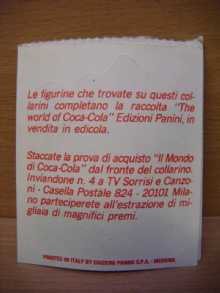 Le figurine che trovate su questi col-
larini completano la raccolta "The
world of Coca-Cola" Edizioni Panini, in
vendita in edicola.
Staccate la prova di acquisto "Il Mondo
di Coca-Cola" dal fronte del collarino.
Inviandone n. 4 a TV Sorrisi e Canzo-
ni - Casella Postale 824 - 20101 Mila-
no parteciperete all'estrazione di mi-
gliaia di magnifici premi.
PRINTED IN ITALY BY EDIZIONI PANINI S.P.A. - MODENA